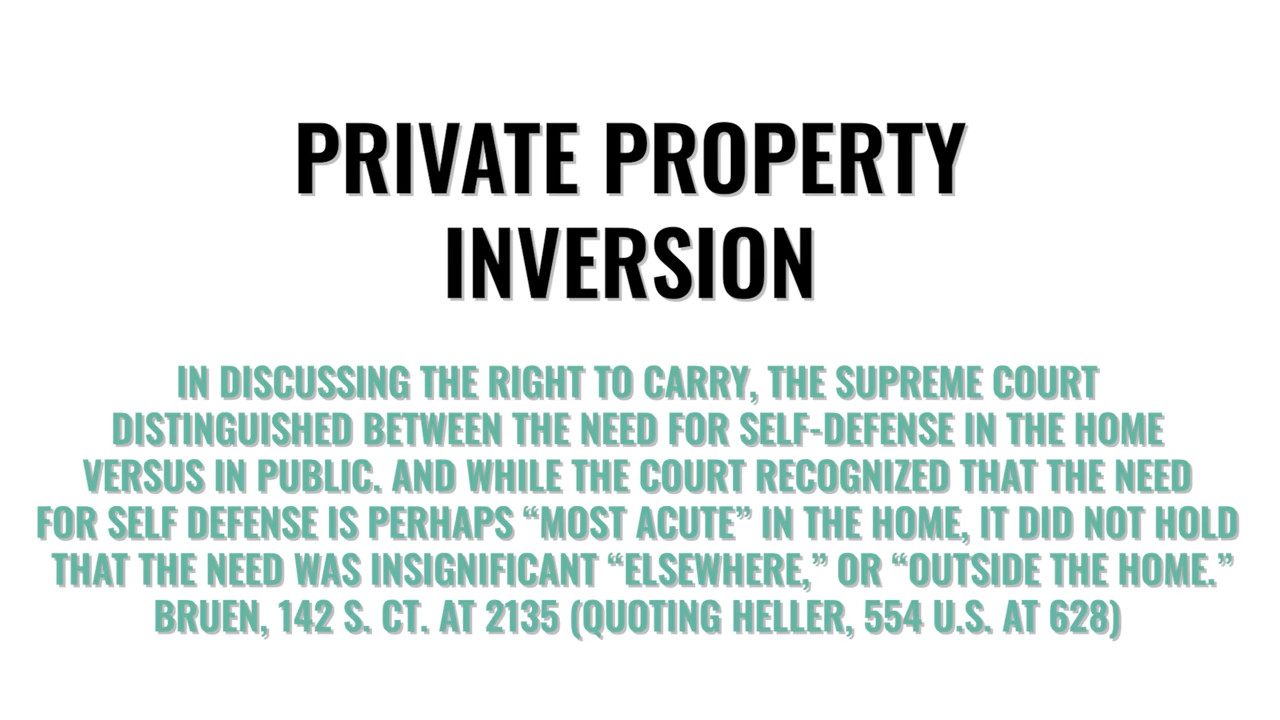 PRIVATE PROPERTY
INVERSION
IN DISCUSSING THE RIGHT TO CARRY, THE SUPREME COURT
DISTINGUISHED BETWEEN THE NEED FOR SELF-DEFENSE IN THE HOME
VERSUS IN PUBLIC. AND WHILE THE COURT RECOGNIZED THAT THE NEED
FOR SELF DEFENSE IS PERHAPS “MOST ACUTE” IN THE HOME, IT DID NOT HOLD
THAT THE NEED WAS INSIGNIFICANT “ELSEWHERE,” OR “OUTSIDE THE HOME.”
BRUEN, 142 S. CT. AT 2135 (QUOTING HELLER, 554 U.S. AT 628)